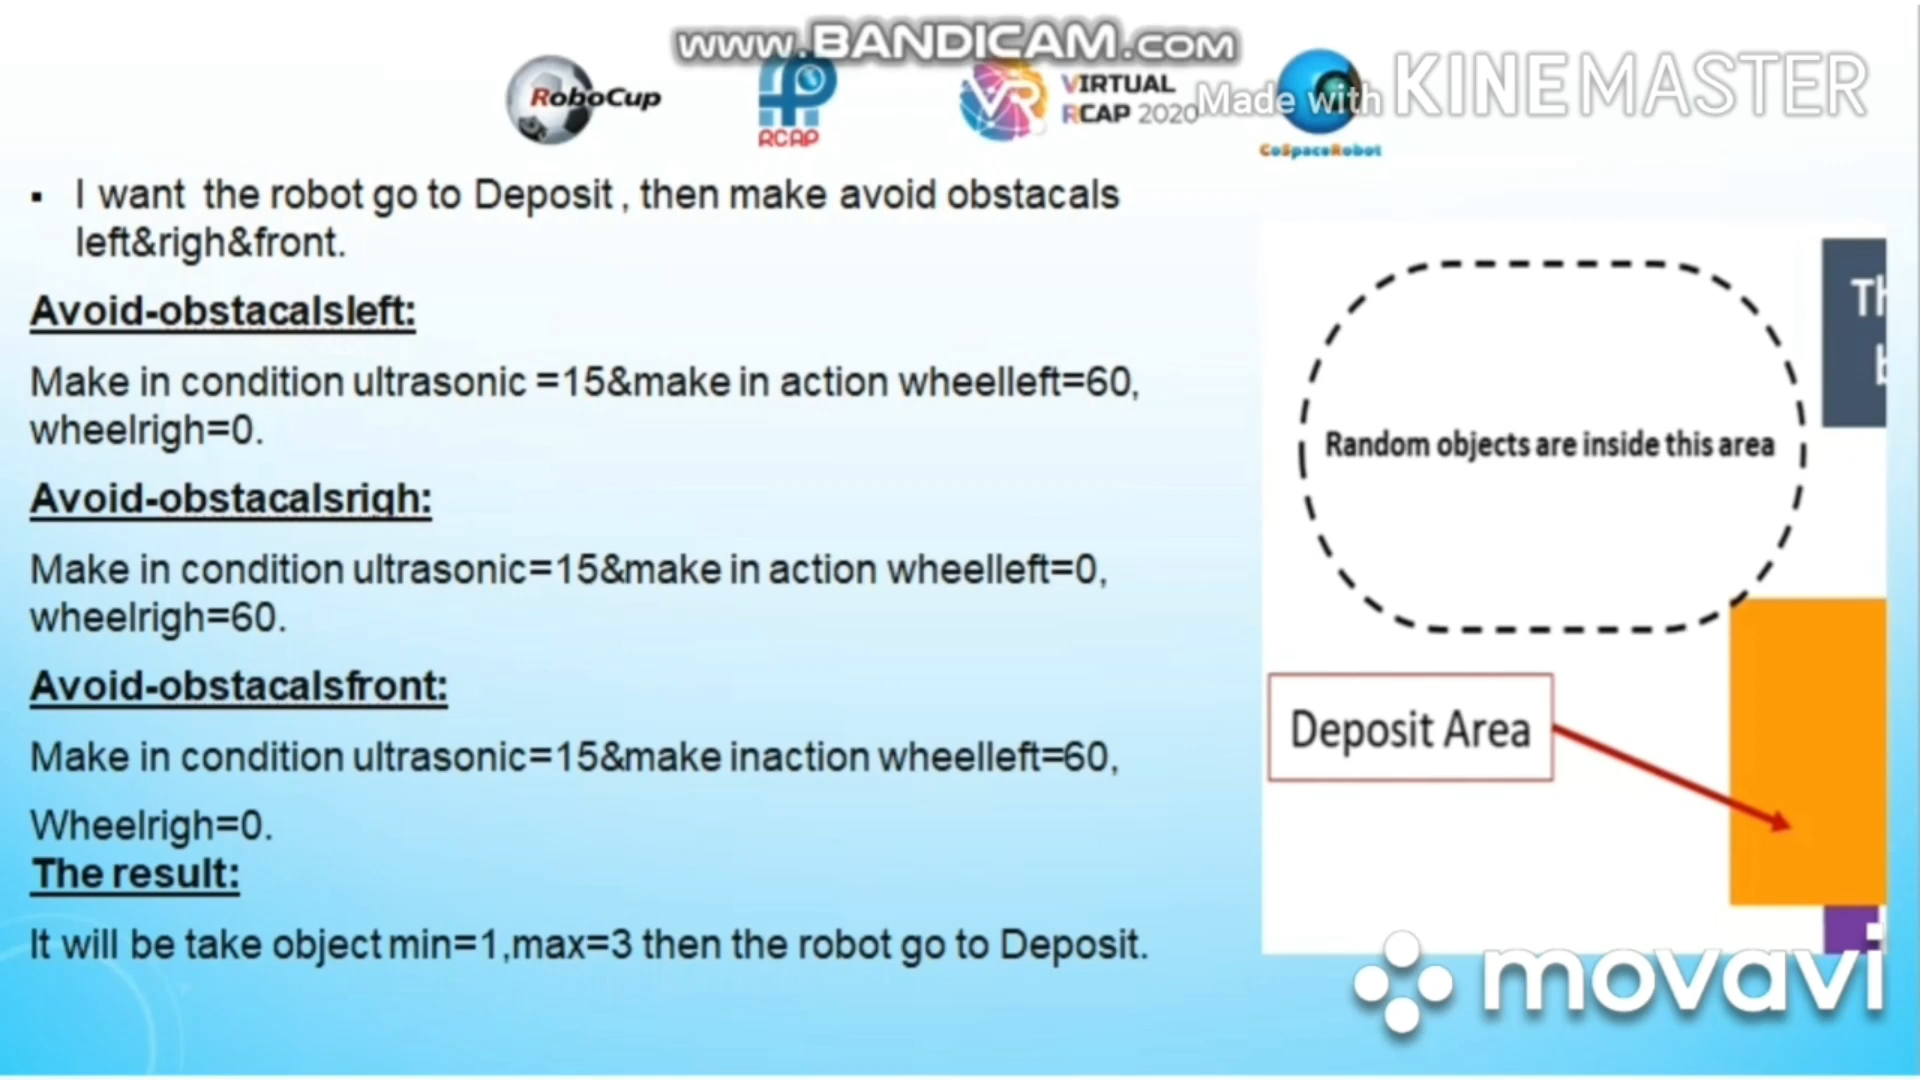 www.BANDICAM.com
RoboCup
RCAP
VR
VIRTUAL
RCAP 2020
Made with KINEMASTER
CoSpaceRobot
▪ I want the robot go to Deposit, then make avoid obstacals
left&righ&front.
Avoid-obstacalsleft:
Make in condition ultrasonic =15&make in action wheelleft=60,
wheelrigh=0.
Avoid-obstacalsrigh:
Make in condition ultrasonic=15&make in action wheelleft=0,
wheelrigh=60.
Avoid-obstacalsfront:
Make in condition ultrasonic=15&make inaction wheelleft=60,
Wheelrigh=0.
The result:
It will be take object min=1,max=3 then the robot go to Deposit.
Th
b
Random objects are inside this area
Deposit Area
movavi